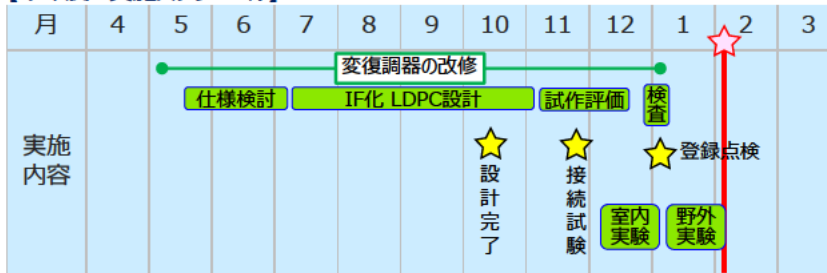 月 4 5 6 7 8 9 10 11 12 1 2 3
変復調器の改修
仕様検討 IF化 LDPC設計 試作評価 検査
実施内容
設計完了
接続試験
登録点検
室内実験
野外実験